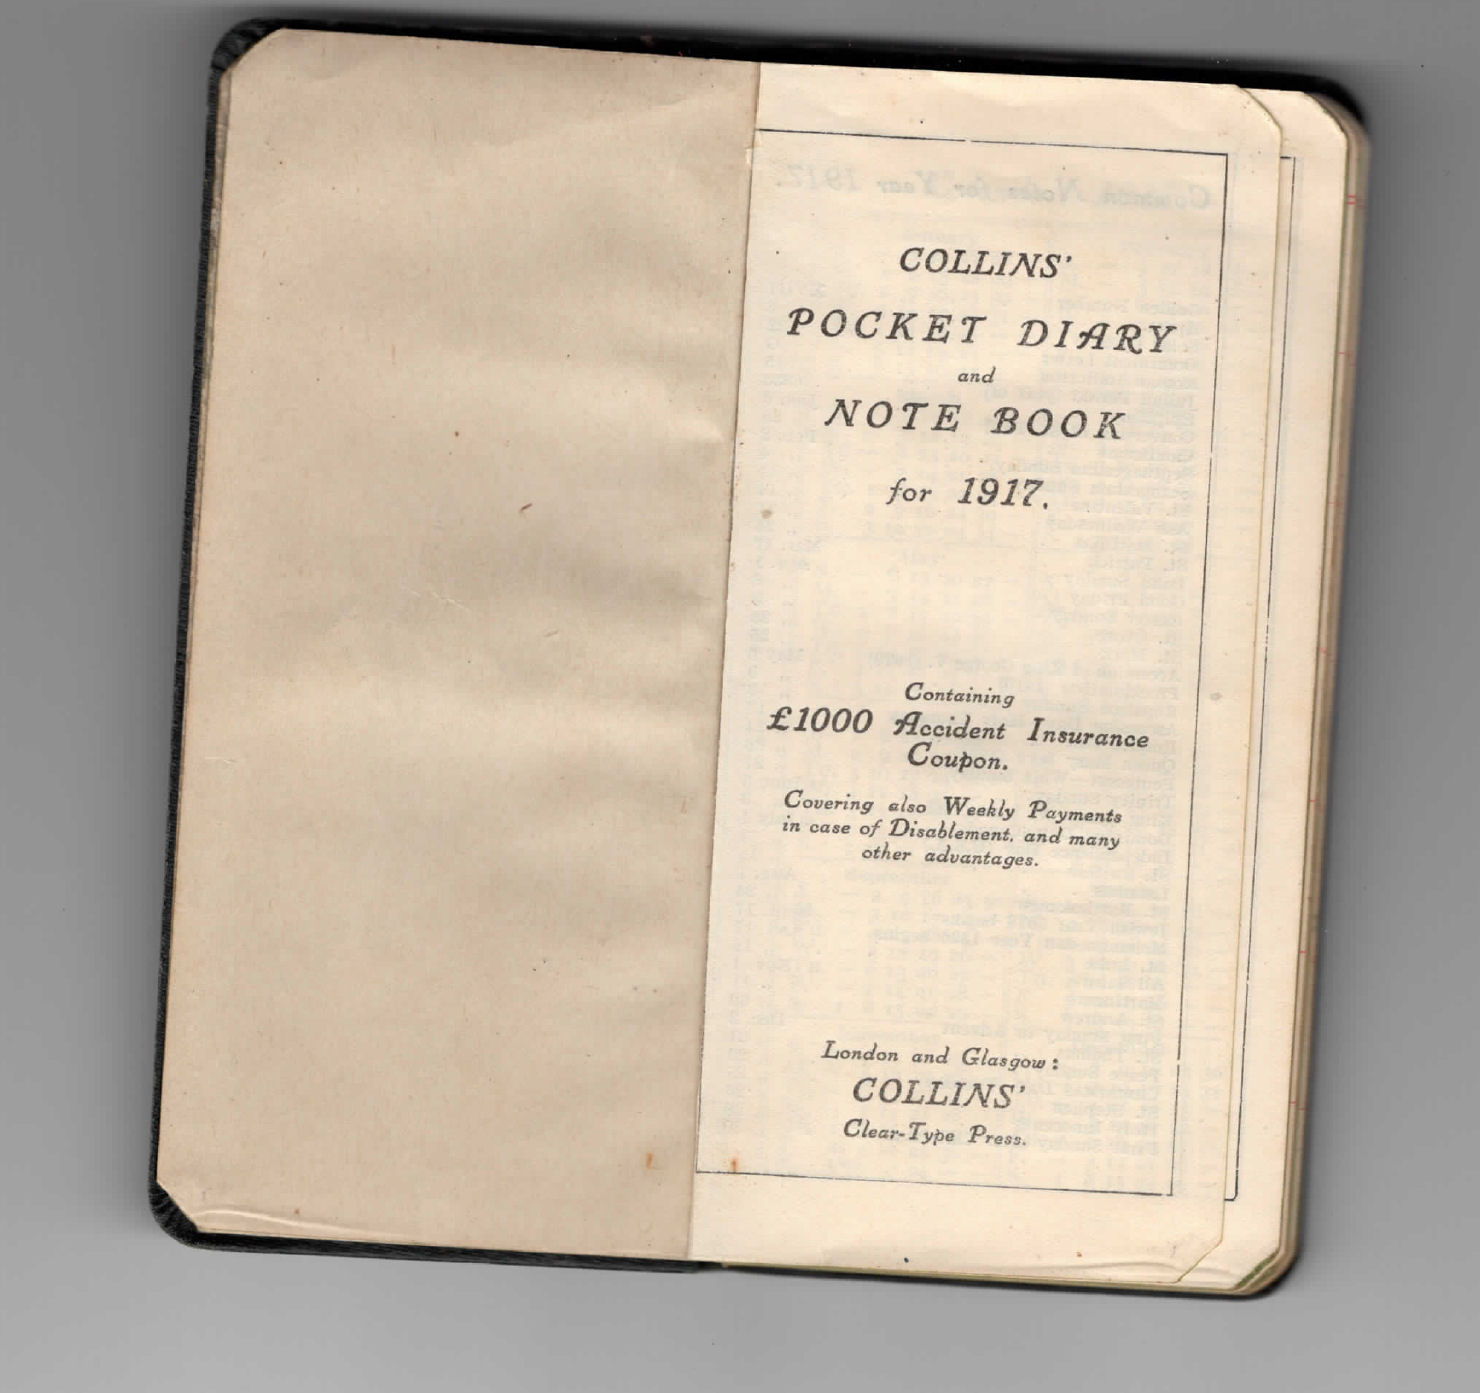 COLLINS'
POCKET DIARY
and
NOTE BOOK
for 1917.
Containing
£1000 Accident Insurance
Coupon.
Covering also Weekly Payments
in case of Disablement, and many
other advantages.
London and Glasgow:
COLLINS'
Clear-Type Press.